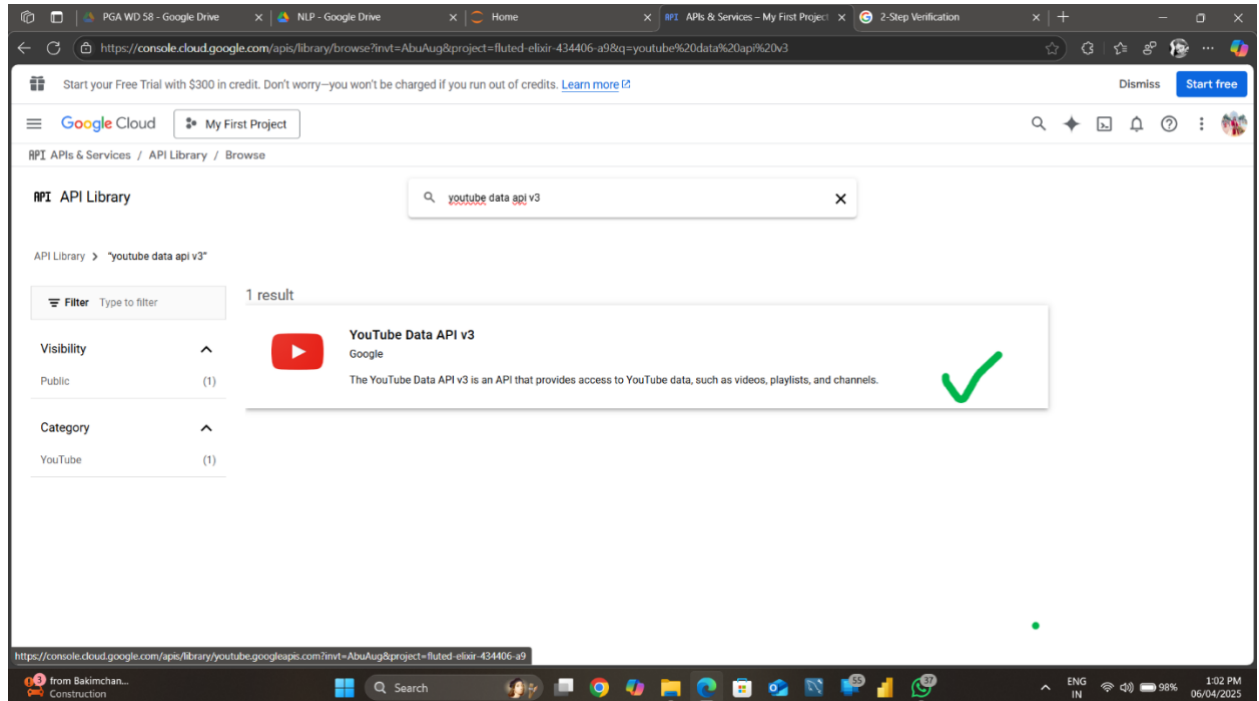 PGA WD 58 - Google Drive
NLP - Google Drive
Home
API APIs & Services – My First Project
2-Step Verification
https://console.cloud.google.com/apis/library/browse?invt=AbuAug&project=fluted-elixir-434406-a9&q=youtube%20data%20api%20v3
Start your Free Trial with $300 in credit. Don't worry—you won't be charged if you run out of credits. Learn more
Dismiss
Start free
Google Cloud
My First Project
API APIs & Services / API Library / Browse
API API Library
youtube data api v3
API Library > "youtube data api v3"
Filter Type to filter
1 result
YouTube Data API v3
Google
The YouTube Data API v3 is an API that provides access to YouTube data, such as videos, playlists, and channels.
Visibility
Public (1)
Category
YouTube (1)
https://console.cloud.google.com/apis/library/youtube.googleapis.com?invt=AbuAug&project=fluted-elixir-434406-a9
3
from Bakimchan...
Construction
Search
55
37
ENG
IN
98%
1:02 PM
06/04/2025